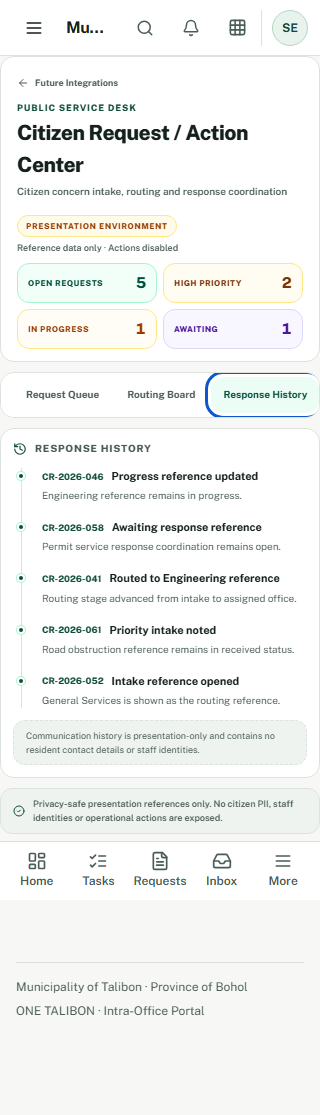 Mu...
SE
Future Integrations
PUBLIC SERVICE DESK
Citizen Request / Action
Center
Citizen concern intake, routing and response coordination
PRESENTATION ENVIRONMENT
Reference data only · Actions disabled
OPEN REQUESTS 5
HIGH PRIORITY 2
IN PROGRESS 1
AWAITING 1
Request Queue
Routing Board
Response History
RESPONSE HISTORY
CR-2026-046 Progress reference updated
Engineering reference remains in progress.
CR-2026-058 Awaiting response reference
Permit service response coordination remains open.
CR-2026-041 Routed to Engineering reference
Routing stage advanced from intake to assigned office.
CR-2026-061 Priority intake noted
Road obstruction reference remains in received status.
CR-2026-052 Intake reference opened
General Services is shown as the routing reference.
Communication history is presentation-only and contains no
resident contact details or staff identities.
Privacy-safe presentation references only. No citizen PII, staff
identities or operational actions are exposed.
Home
Tasks
Requests
Inbox
More
Municipality of Talibon · Province of Bohol
ONE TALIBON · Intra-Office Portal